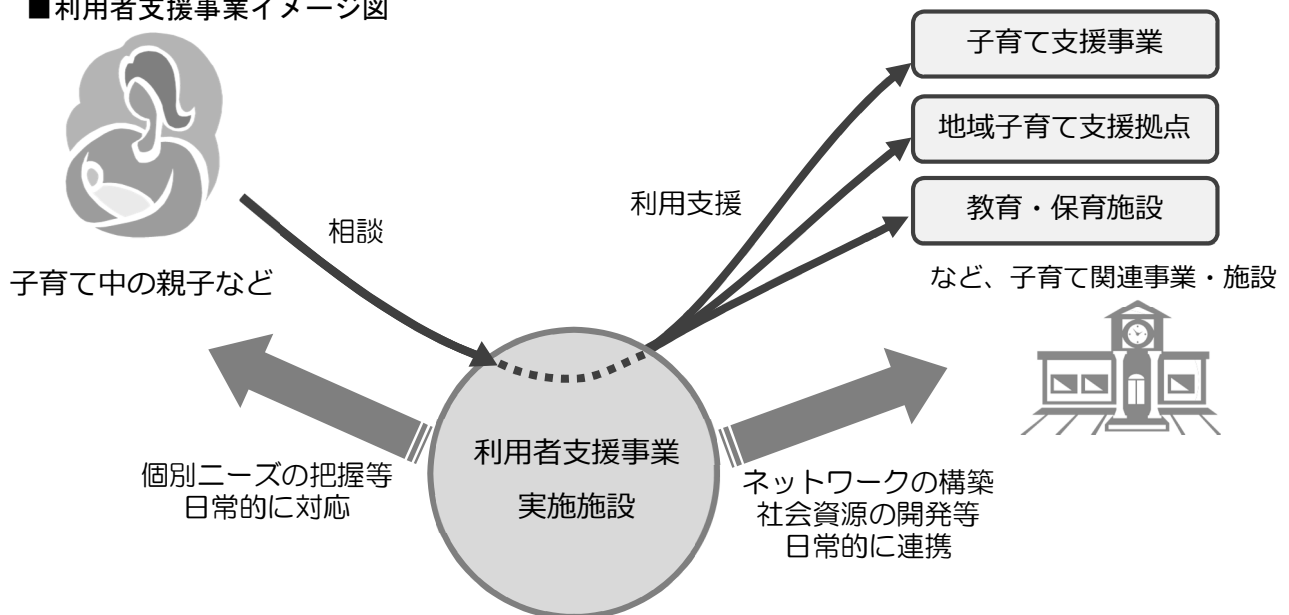 ■利用者支援事業イメージ図
子育て支援事業
地域子育て支援拠点
教育・保育施設
利用支援
相談
子育て中の親子など
など、子育て関連事業・施設
利用者支援事業
実施施設
個別ニーズの把握等
日常的に対応
ネットワークの構築
社会資源の開発等
日常的に連携